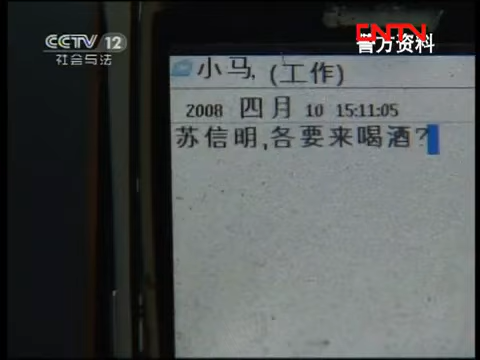 CCTV 12
社会与法
CNTV
警方资料
小马, (工作)
2008 四月 10 15:11:05
苏信明,各要来喝酒?